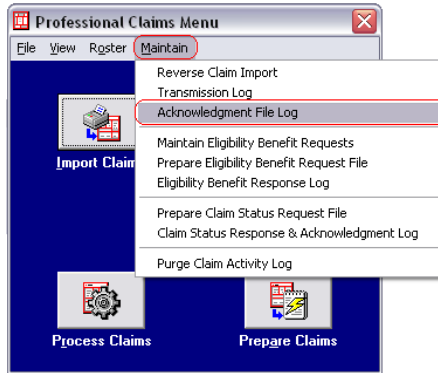 Professional Claims Menu
File View Roster Maintain
Reverse Claim Import
Transmission Log
Acknowledgment File Log
Maintain Eligibility Benefit Requests
Prepare Eligibility Benefit Request File
Eligibility Benefit Response Log
Prepare Claim Status Request File
Claim Status Response & Acknowledgment Log
Purge Claim Activity Log
Import Claim
Process Claims
Prepare Claims